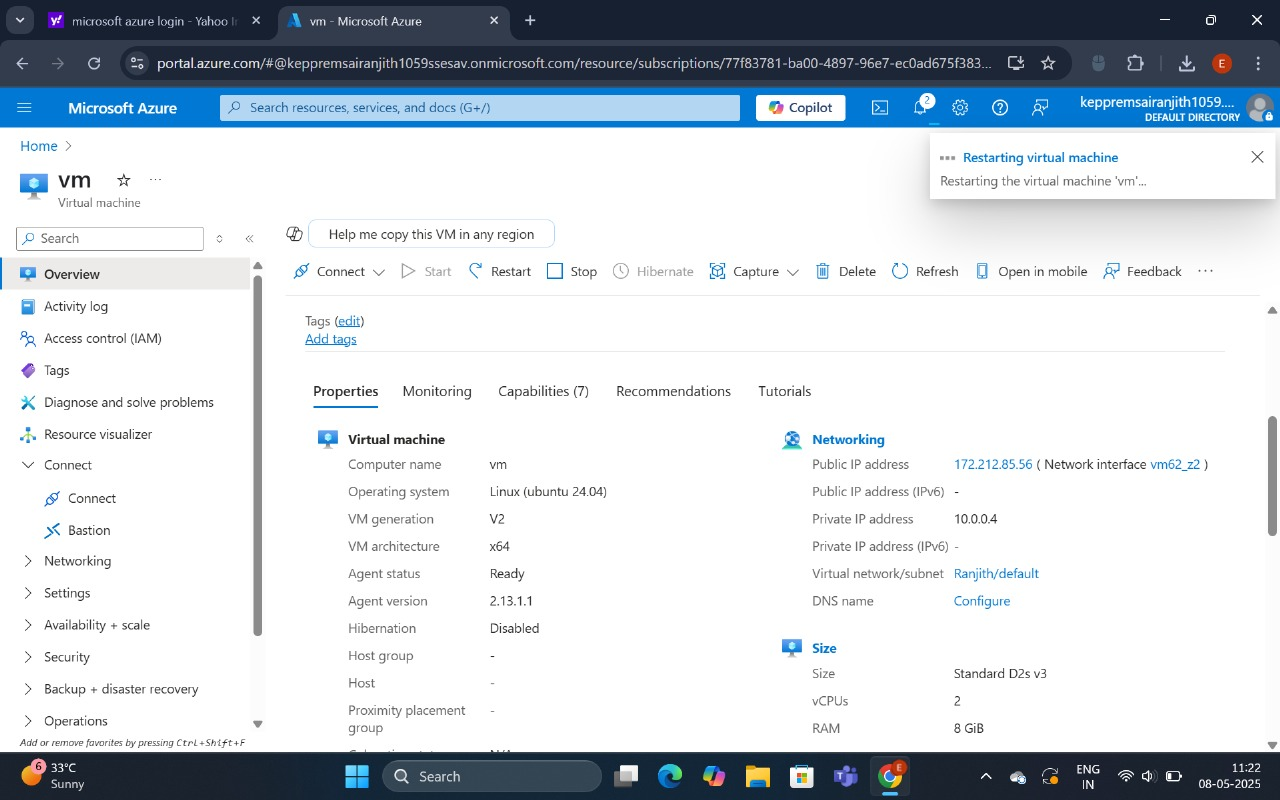 microsoft azure login - Yahoo I
vm - Microsoft Azure
portal.azure.com/#@keppremsairanjith1059ssesav.onmicrosoft.com/resource/subscriptions/77f83781-ba00-4897-96e7-ec0ad675f383...
E
Microsoft Azure
Search resources, services, and docs (G+/)
Copilot
2
keppremsairanjith1059....
DEFAULT DIRECTORY
Home
Restarting virtual machine
Restarting the virtual machine 'vm'...
vm
Virtual machine
Search
Help me copy this VM in any region
Connect
Start
Restart
Stop
Hibernate
Capture
Delete
Refresh
Open in mobile
Feedback
Overview
Activity log
Access control (IAM)
Tags
Diagnose and solve problems
Resource visualizer
Connect
Connect
Bastion
Networking
Settings
Availability + scale
Security
Backup + disaster recovery
Operations
Add or remove favorites by pressing Ctrl+Shift+F
Tags (edit)
Add tags
Properties
Monitoring
Capabilities (7)
Recommendations
Tutorials
Virtual machine
Computer name vm
Operating system Linux (ubuntu 24.04)
VM generation V2
VM architecture x64
Agent status Ready
Agent version 2.13.1.1
Hibernation Disabled
Host group -
Host -
Proximity placement group -
Networking
Public IP address 172.212.85.56 ( Network interface vm62_z2 )
Public IP address (IPv6) -
Private IP address 10.0.0.4
Private IP address (IPv6) -
Virtual network/subnet Ranjith/default
DNS name Configure
Size
Size Standard D2s v3
vCPUs 2
RAM 8 GiB
6
33°C
Sunny
Search
E
ENG
IN
11:22
08-05-2025